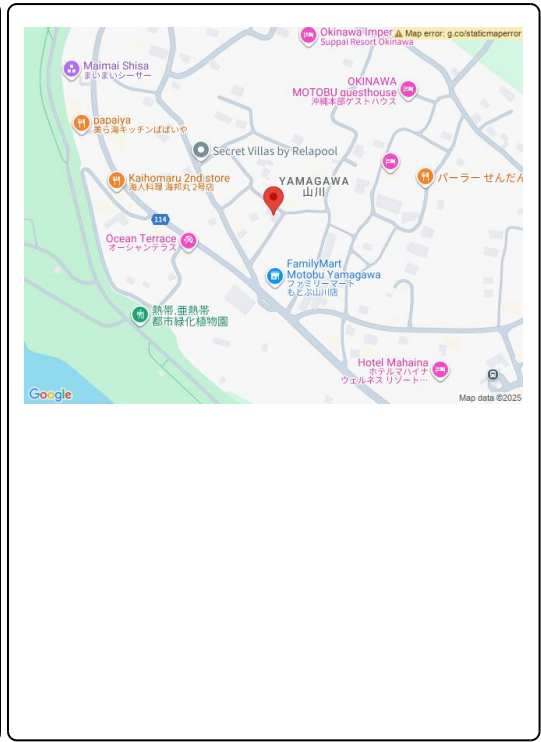 Okinawa Imper
Suppai Resort Okinawa
⚠ Map error: g.co/staticmaperror
Maimai Shisa
まいまいシーサー
OKINAWA
MOTOBU guesthouse
沖縄本部ゲストハウス
papaiya
美ら海キッチンぱぱいや
Secret Villas by Relapool
Kaihomaru 2nd store
海人料理 海邦丸 2号店
YAMAGAWA
山川
パーラー せんだん
114
Ocean Terrace
オーシャンテラス
FamilyMart
Motobu Yamagawa
ファミリーマート
もとぶ山川店
熱帯.亜熱帯
都市緑化植物園
Hotel Mahaina
ホテルマハイナ
ウェルネス リゾート…
Google
Map data ©2025